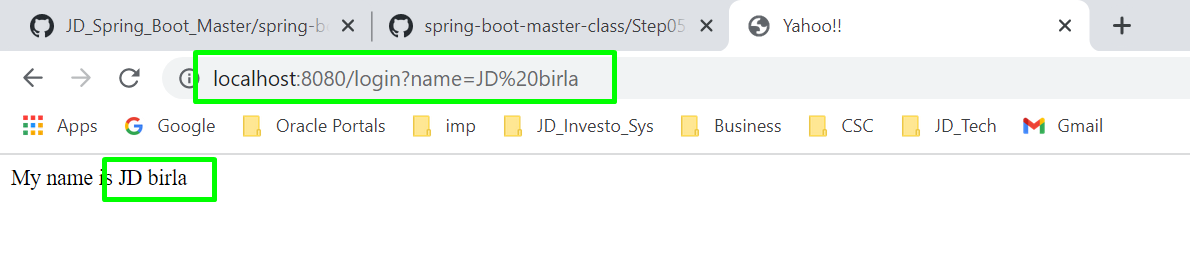 JD_Spring_Boot_Master/spring-b
spring-boot-master-class/Step05
Yahoo!!
localhost:8080/login?name=JD%20birla
Apps Google Oracle Portals imp JD_Investo_Sys Business CSC JD_Tech Gmail
My name is JD birla